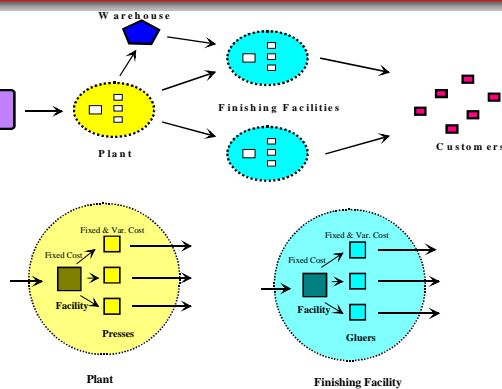 Warehouse
Finishing Facilities
Plant
Customers
Fixed & Var. Cost
Fixed Cost
Facility
Presses
Plant
Fixed & Var. Cost
Fixed Cost
Facility
Gluers
Finishing Facility